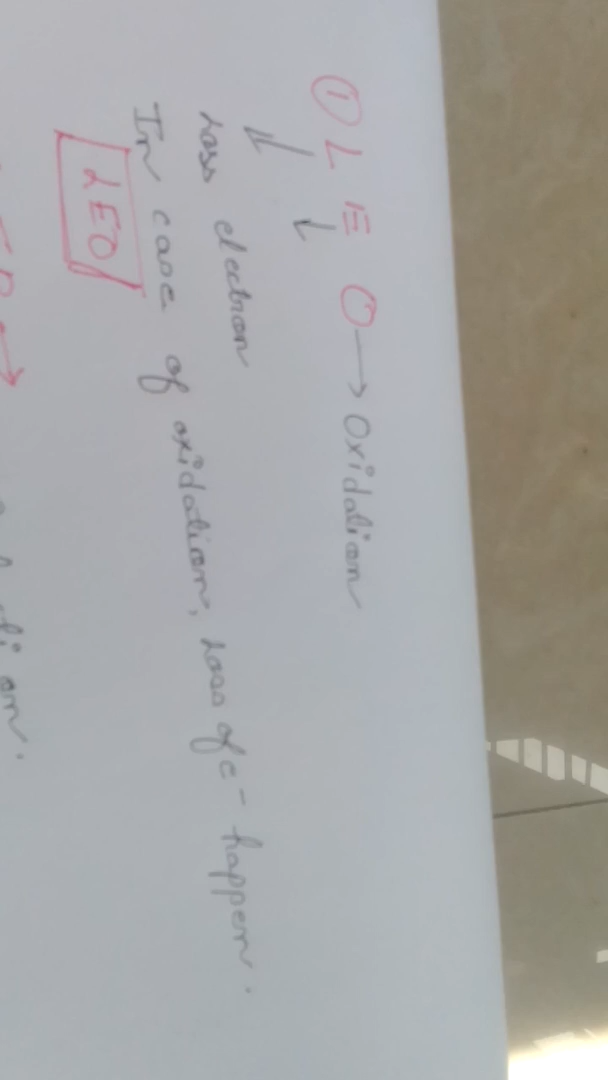 ① L E O → Oxidation
Loss electron
In case of oxidation, Loss of e- happen.
LEO